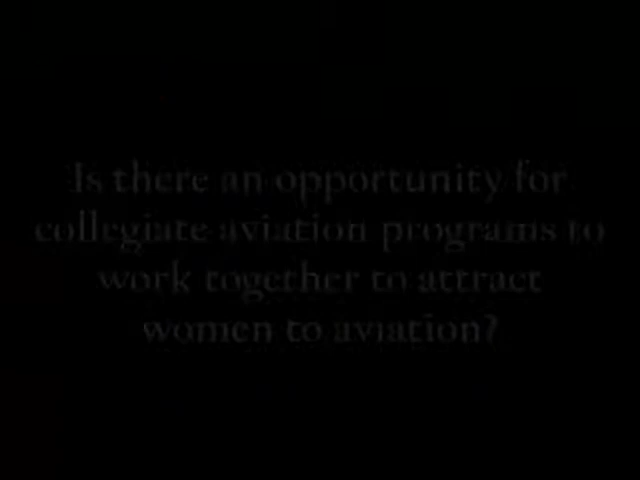 Is there an opportunity for
collegiate aviation programs to
work together to attract
women to aviation?